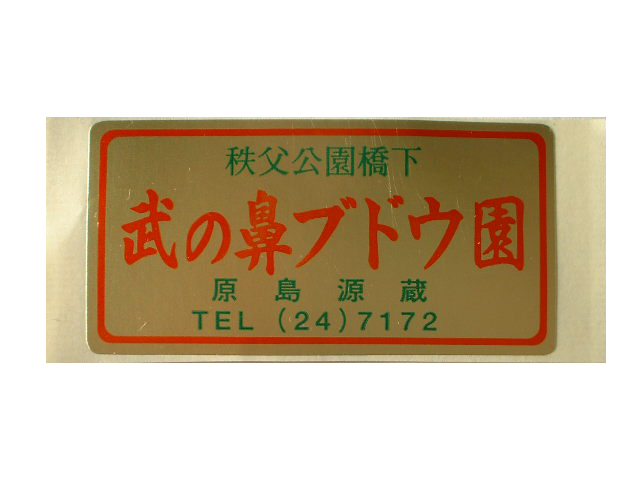 秩父公園橋下
武の鼻ブドウ園
原島源蔵
TEL (24)7172